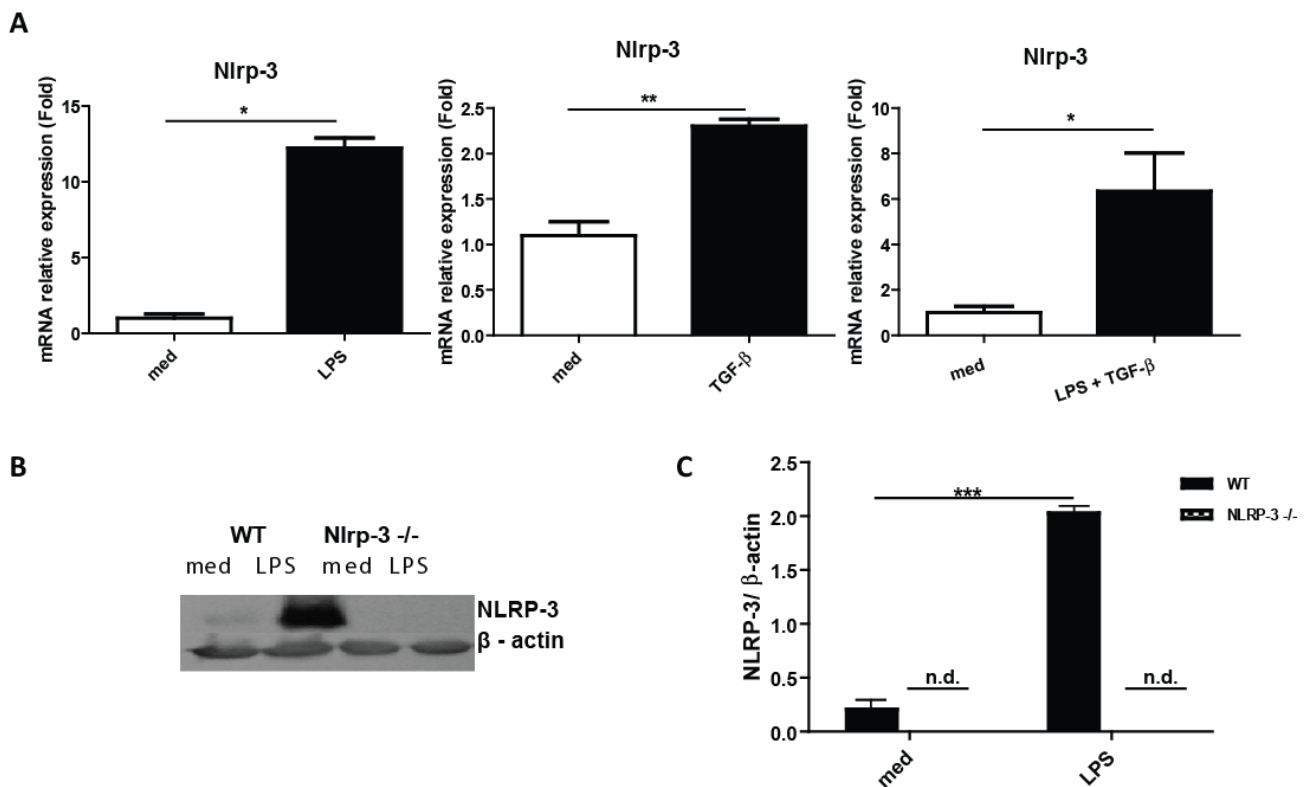 A
Nlrp-3
mRNA relative expression (Fold)
15
10
5
0
*
med
LPS
Nlrp-3
mRNA relative expression (Fold)
2.5
2.0
1.5
1.0
0.5
0.0
**
med
TGF-β
Nlrp-3
mRNA relative expression (Fold)
10
8
6
4
2
0
*
med
LPS + TGF-β
B
WT Nlrp-3 -/-
med LPS med LPS
NLRP-3
β - actin
C
NLRP-3/ β-actin
2.5
2.0
1.5
1.0
0.5
0.0
***
n.d.
n.d.
med
LPS
WT
NLRP-3 -/-